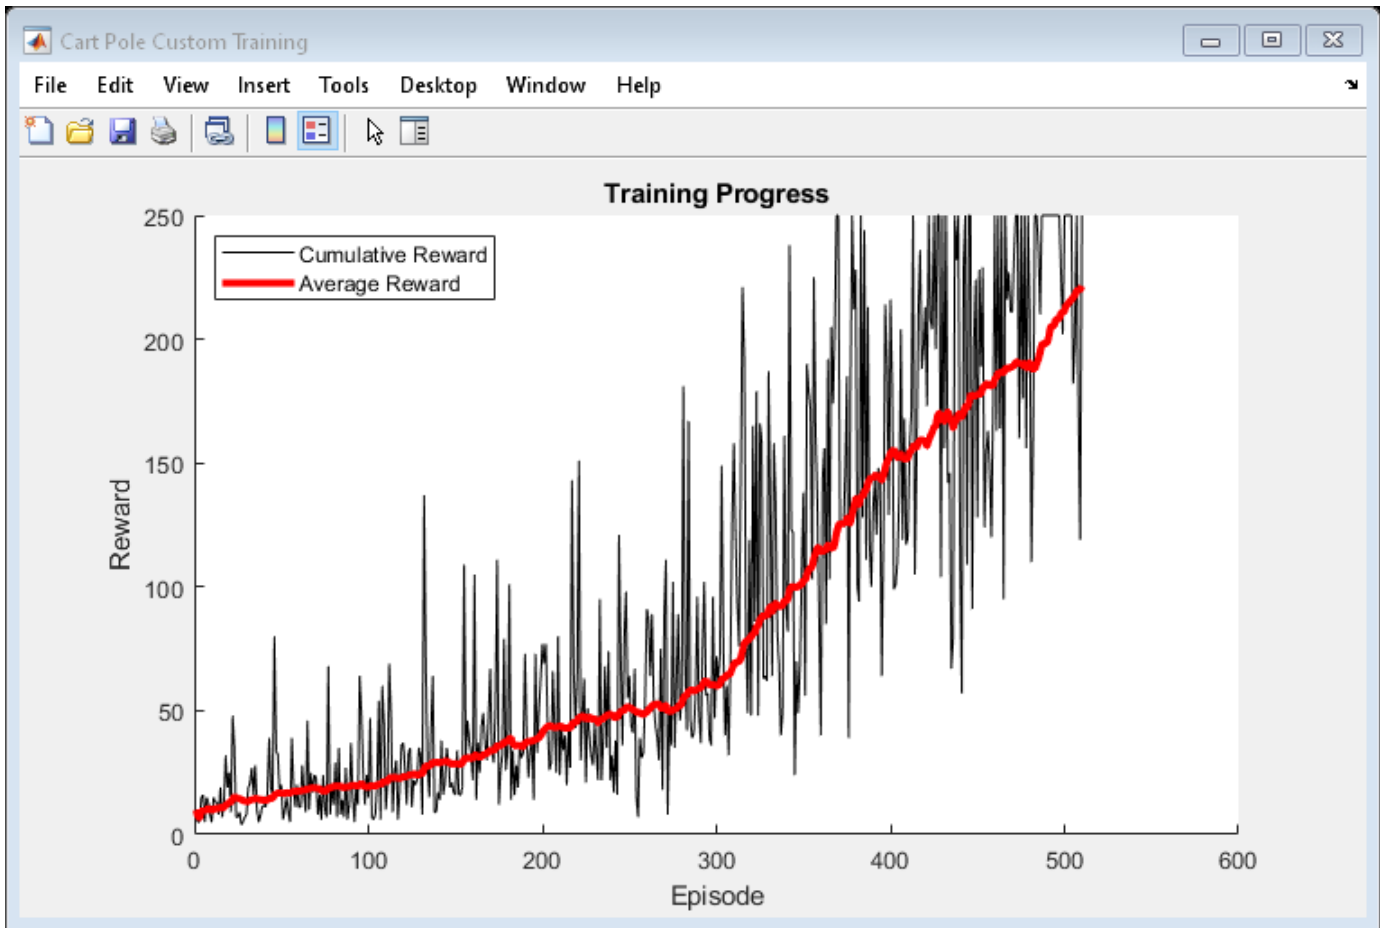 Cart Pole Custom Training
File Edit View Insert Tools Desktop Window Help
Training Progress
Cumulative Reward
Average Reward
Reward
250
200
150
100
50
0
0 100 200 300 400 500 600
Episode